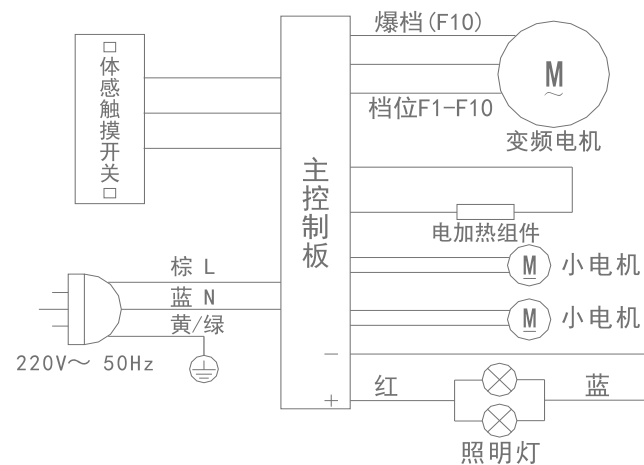 爆档(F10)
M
~
档位F1-F10
变频电机
体感触摸开关
主控制板
电加热组件
M
小电机
M
小电机
棕 L
蓝 N
黄/绿
220V～ 50Hz
－
＋
红
蓝
照明灯